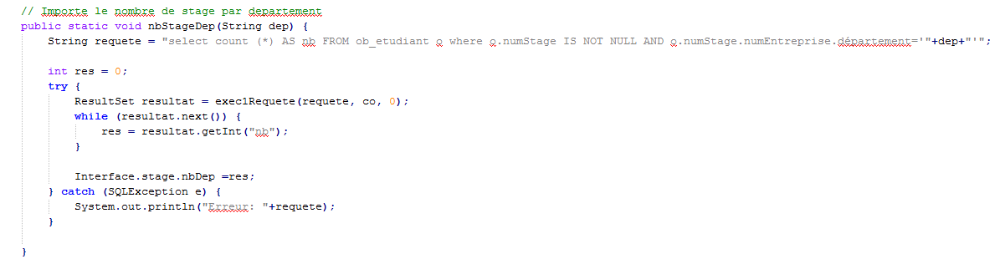 // Importe le nombre de stage par departement
public static void nbStageDep(String dep) {
String requete = "select count (*) AS nb FROM ob_etudiant o where o.numStage IS NOT NULL AND o.numStage.numEntreprise.département='"+dep+"'";
int res = 0;
try {
ResultSet resultat = exec1Requete(requete, co, 0);
while (resultat.next()) {
res = resultat.getInt("nb");
}
Interface.stage.nbDep =res;
} catch (SQLException e) {
System.out.println("Erreur: "+requete);
}
}